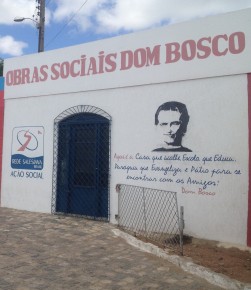 OBRAS SOCIAIS DOM BOSCO
Aqui é a Casa que acolhe Escola que Educa,
Paróquia que Evangeliza e Pátio para se
encontrar com os Amigos!
Dom Bosco
REDE SALESIANA
AÇÃO SOCIAL